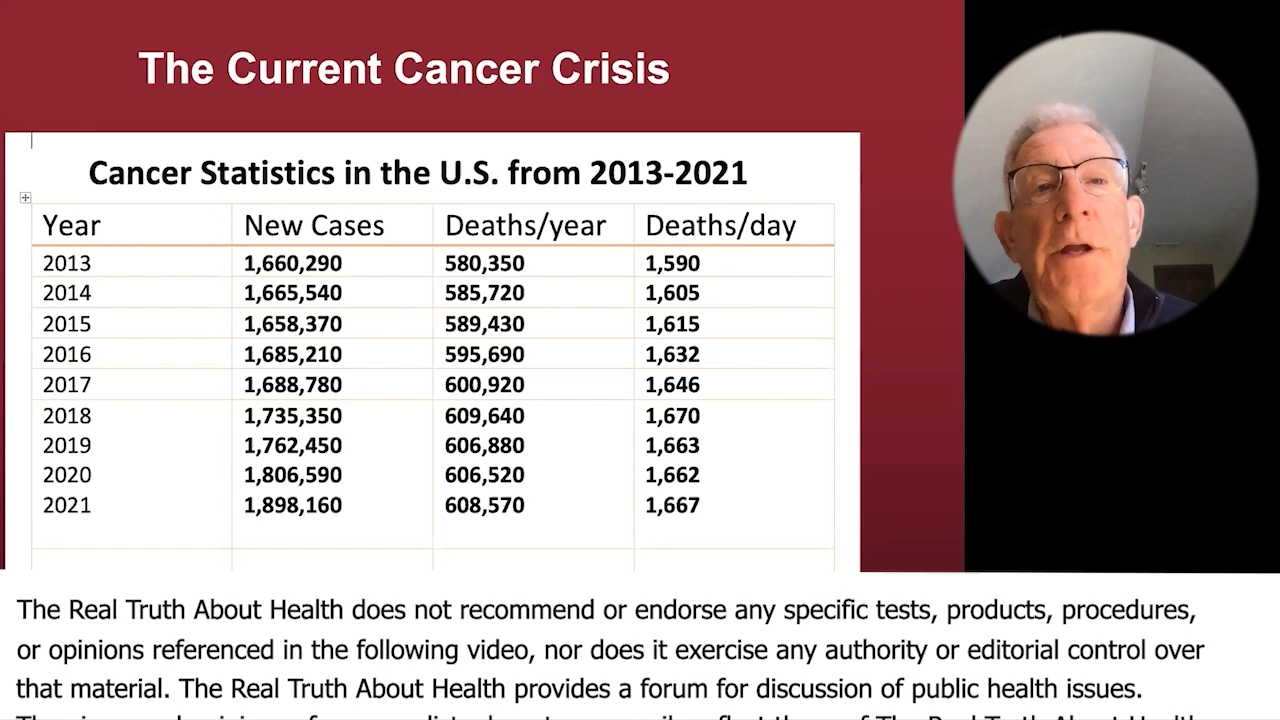 The Current Cancer Crisis
Cancer Statistics in the U.S. from 2013-2021
Year New Cases Deaths/year Deaths/day
2013 1,660,290 580,350 1,590
2014 1,665,540 585,720 1,605
2015 1,658,370 589,430 1,615
2016 1,685,210 595,690 1,632
2017 1,688,780 600,920 1,646
2018 1,735,350 609,640 1,670
2019 1,762,450 606,880 1,663
2020 1,806,590 606,520 1,662
2021 1,898,160 608,570 1,667
The Real Truth About Health does not recommend or endorse any specific tests, products, procedures,
or opinions referenced in the following video, nor does it exercise any authority or editorial control over
that material. The Real Truth About Health provides a forum for discussion of public health issues.